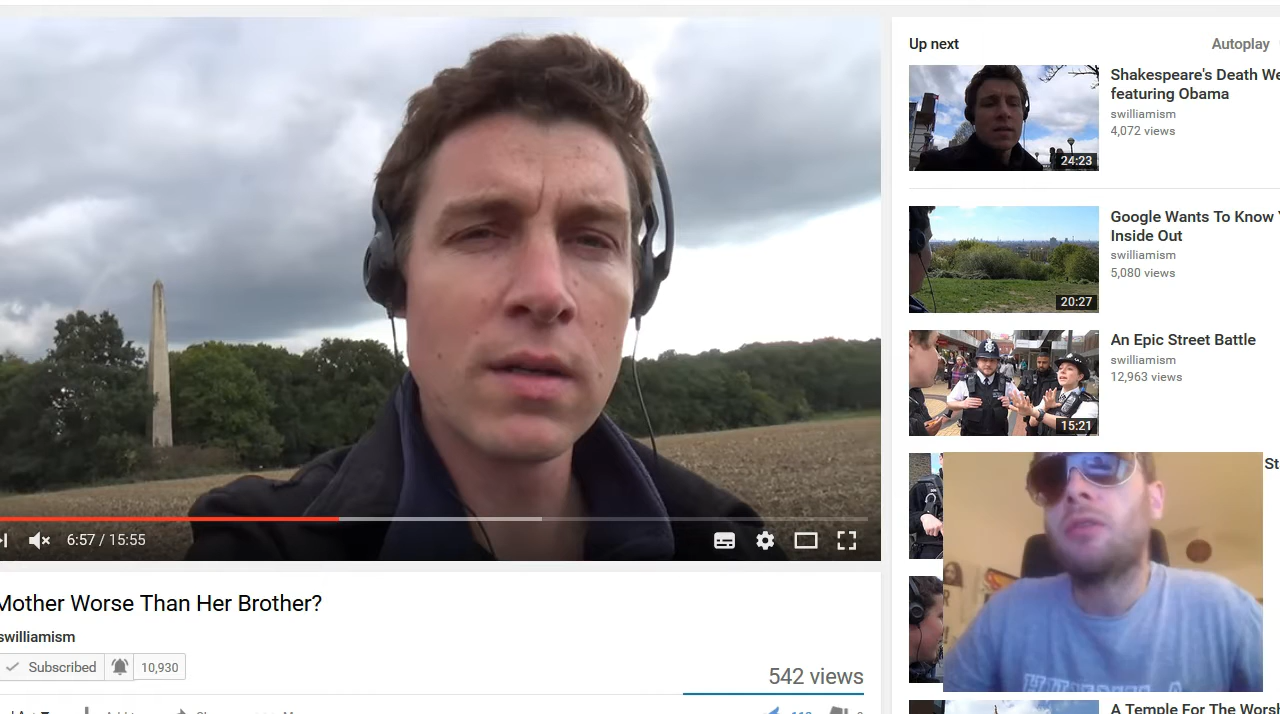 6:57 / 15:55
Mother Worse Than Her Brother?
swilliamism
Subscribed
10,930
542 views
Up next
Autoplay
Shakespeare's Death We
featuring Obama
swilliamism
4,072 views
24:23
Google Wants To Know Y
Inside Out
swilliamism
5,080 views
20:27
An Epic Street Battle
swilliamism
12,963 views
15:21
St
A Temple For The Worsh